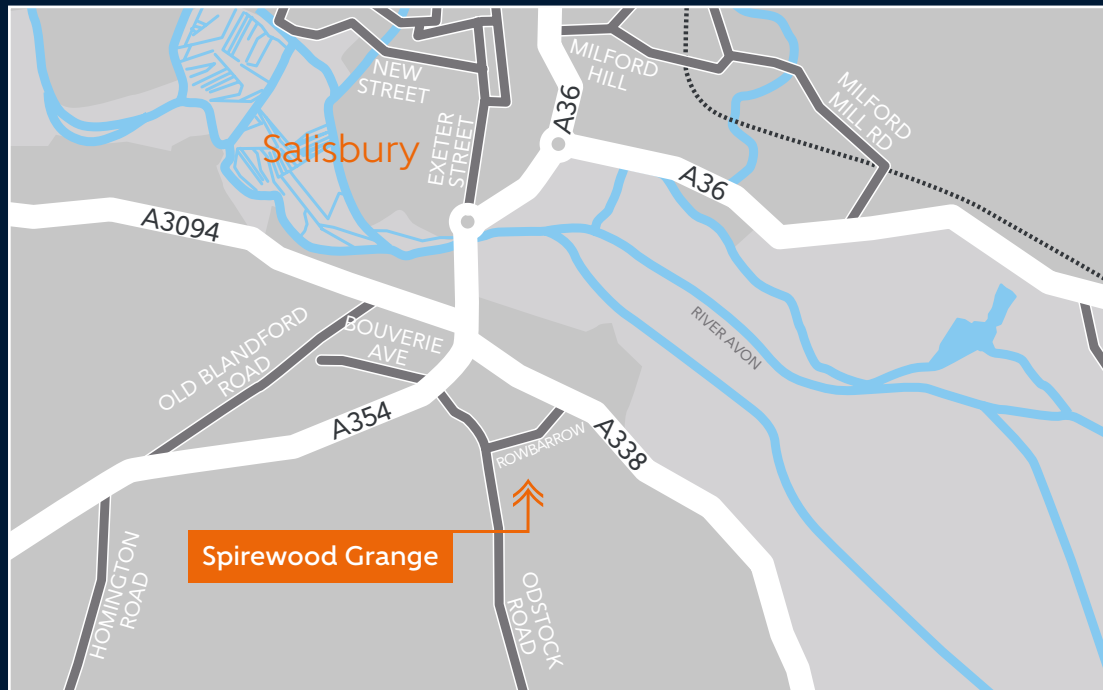 NEW
STREET
MILFORD
HILL
A36
MILFORD
MILL RD
Salisbury
EXETER
STREET
A36
A3094
RIVER AVON
OLD BLANDFORD
ROAD
BOUVERIE
AVE
A354
ROWBARROW
A338
Spirewood Grange
HOMINGTON
ROAD
ODSTOCK
ROAD